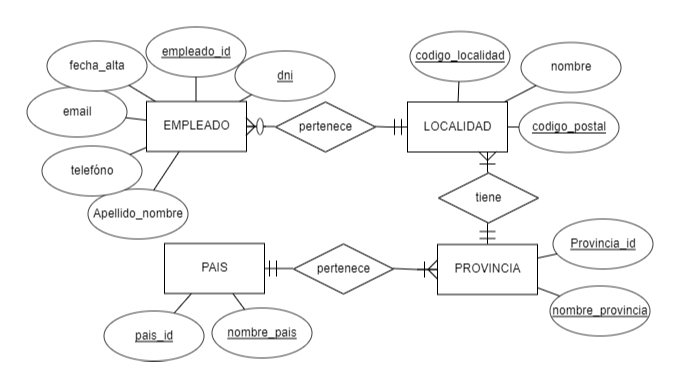 empleado_id
fecha_alta
dni
email
telefòno
Apellido_nombre
EMPLEADO
pertenece
LOCALIDAD
codigo_localidad
nombre
codigo_postal
tiene
PAIS
pertenece
PROVINCIA
Provincia_id
nombre_provincia
pais_id
nombre_pais